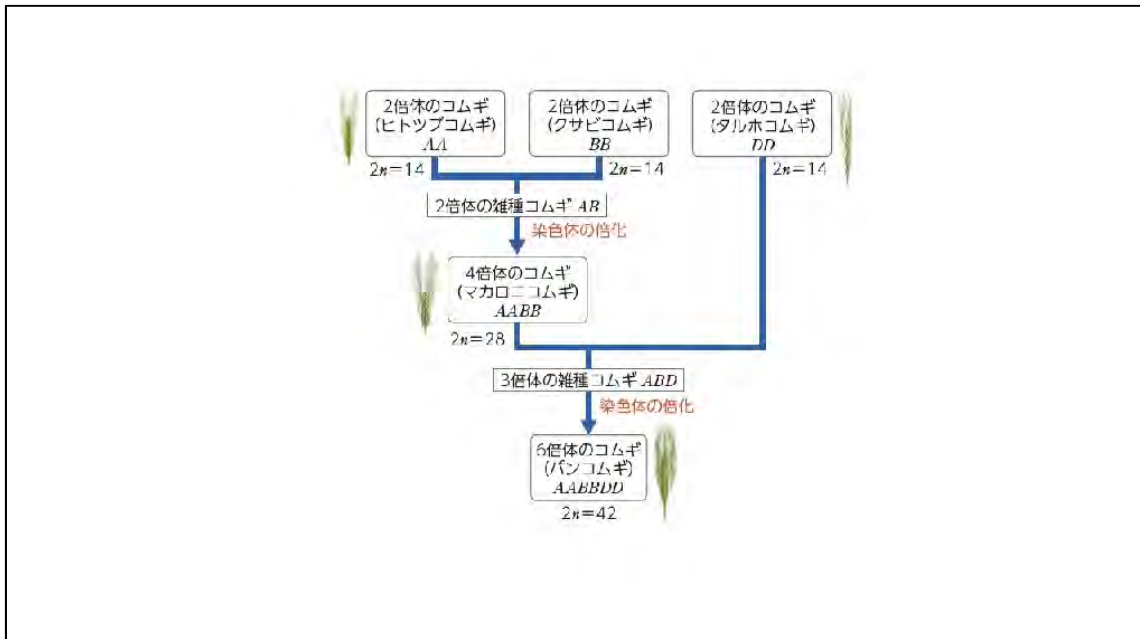 2倍体のコムギ
(ヒトツブコムギ)
AA
2n=14
2倍体のコムギ
(クサビコムギ)
BB
2n=14
2倍体のコムギ
(タルホコムギ)
DD
2n=14
2倍体の雑種コムギ AB
染色体の倍化
4倍体のコムギ
(マカロニコムギ)
AABB
2n=28
3倍体の雑種コムギ ABD
染色体の倍化
6倍体のコムギ
(パンコムギ)
AABBDD
2n=42